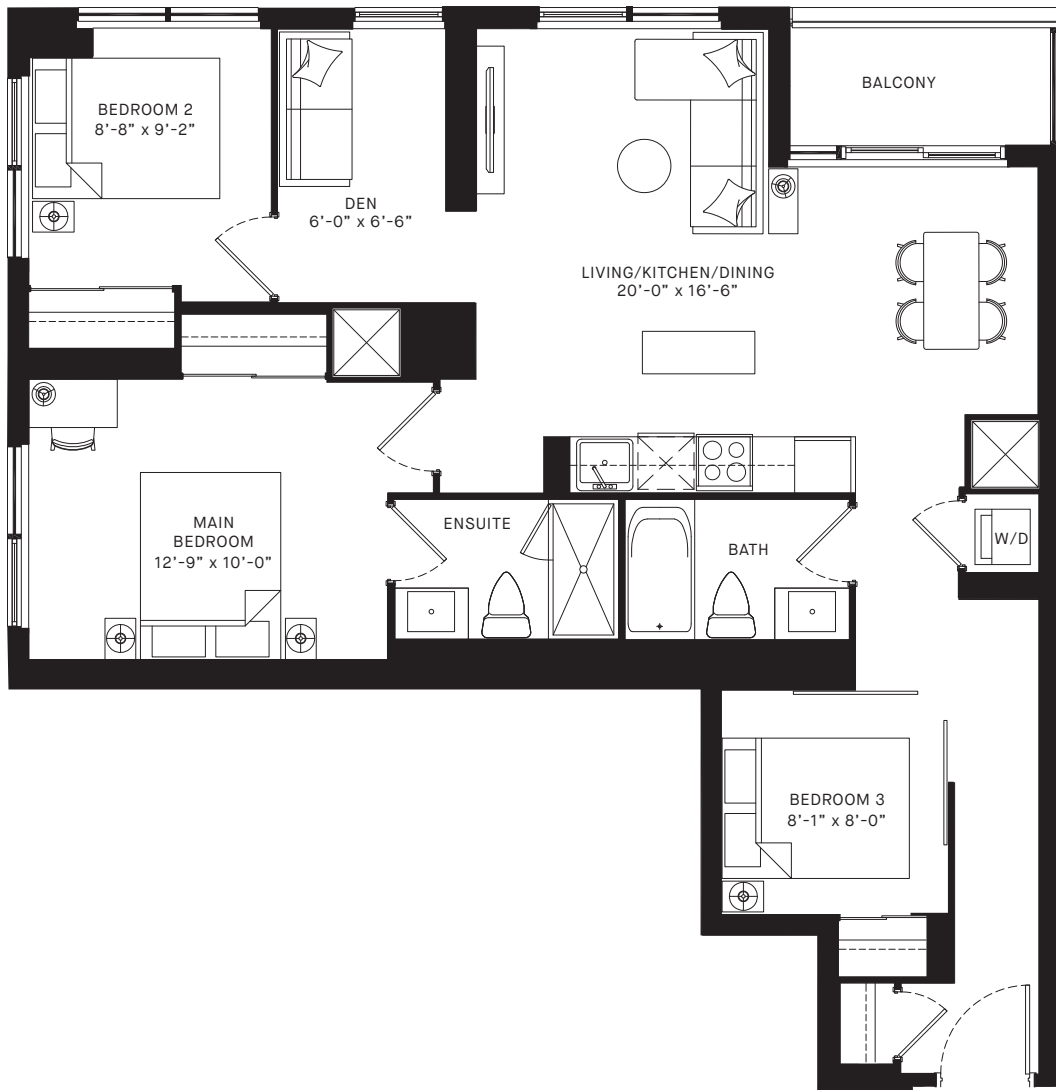 BALCONY
BEDROOM 2
8’-8” x 9’-2”
DEN
6’-0” x 6’-6”
LIVING/KITCHEN/DINING
20’-0” x 16’-6”
MAIN
BEDROOM
12’-9” x 10’-0”
ENSUITE
BATH
W/D
BEDROOM 3
8’-1” x 8’-0”